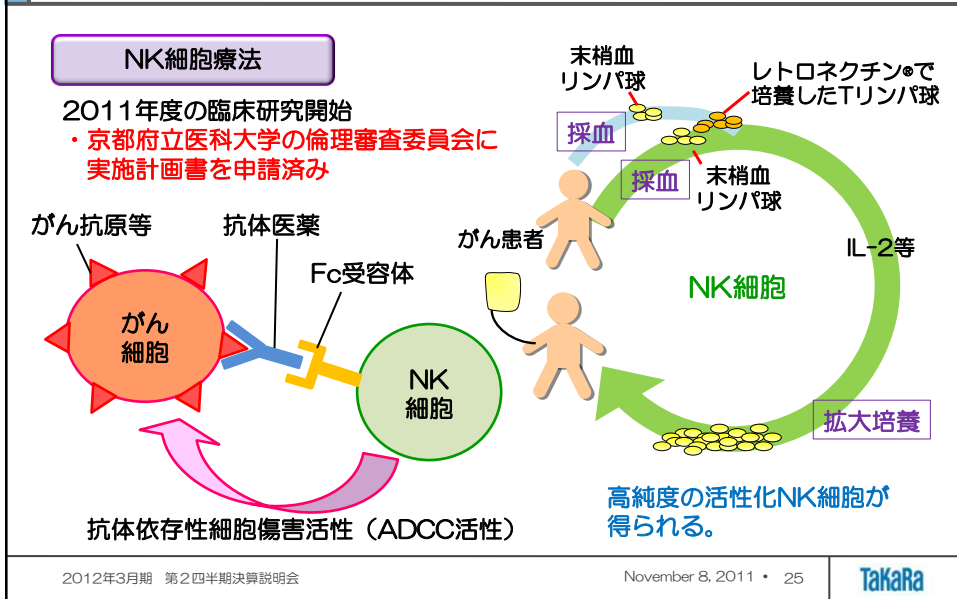 NK細胞療法
2011年度の臨床研究開始
・京都府立医科大学の倫理審査委員会に
実施計画書を申請済み
がん抗原等
抗体医薬
Fc受容体
がん
細胞
NK
細胞
抗体依存性細胞傷害活性（ADCC活性）
末梢血
リンパ球
レトロネクチン®で
培養したTリンパ球
採血
採血
末梢血
リンパ球
がん患者
IL-2等
NK細胞
拡大培養
高純度の活性化NK細胞が
得られる。
2012年3月期 第２四半期決算説明会
November 8, 2011 • 25
TaKaRa